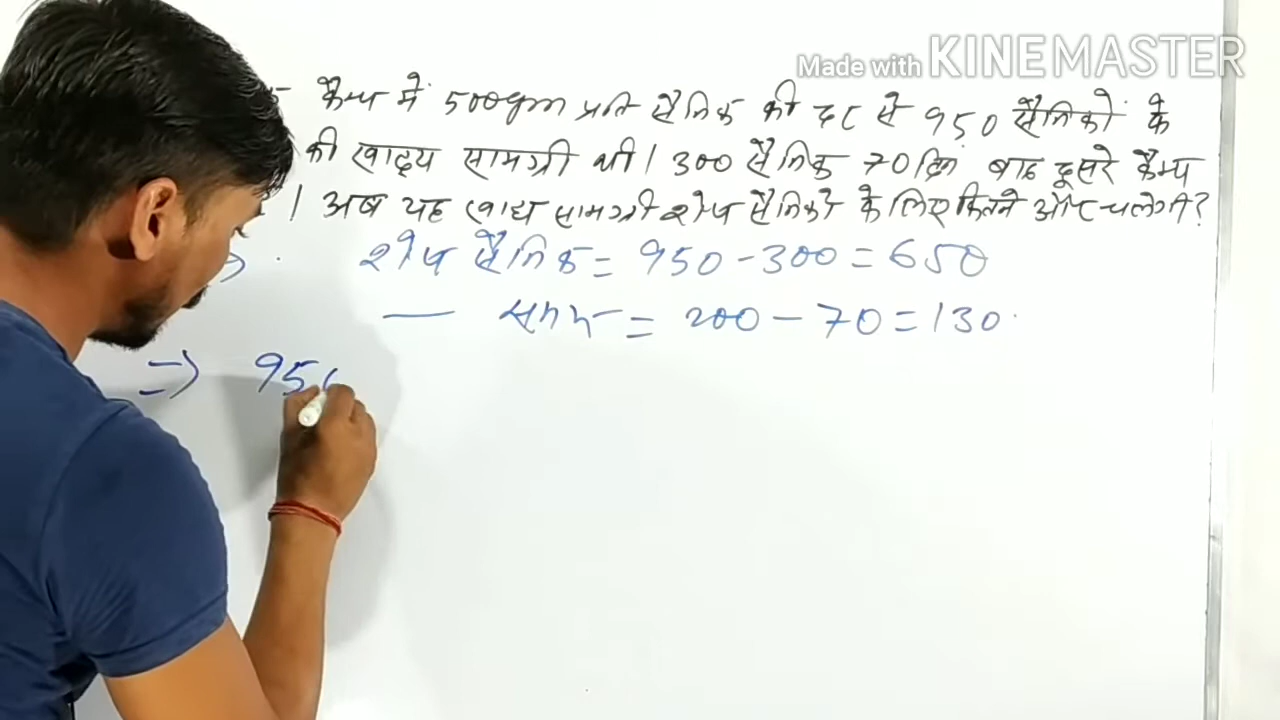 Made with KINEMASTER
कैम्प में 500gm प्रति सैनिक की दर से 950 सैनिकों के
की खाद्य सामग्री थी। 300 सैनिक 70 दिन बाद दूसरे कैम्प
। अब यह खाद्य सामग्री शेष सैनिकों के लिए कितने और चलेगी?
⇒ शेष सैनिक = 950 - 300 = 650
— समय = 200 - 70 = 130
⇒ 950